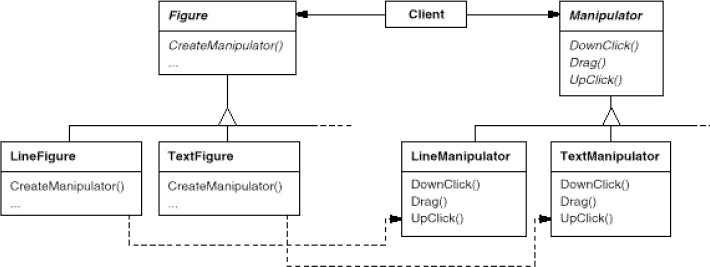 Figure
CreateManipulator()
...
Client
Manipulator
DownClick()
Drag()
UpClick()
LineFigure
CreateManipulator()
...
TextFigure
CreateManipulator()
...
LineManipulator
DownClick()
Drag()
UpClick()
TextManipulator
DownClick()
Drag()
UpClick()